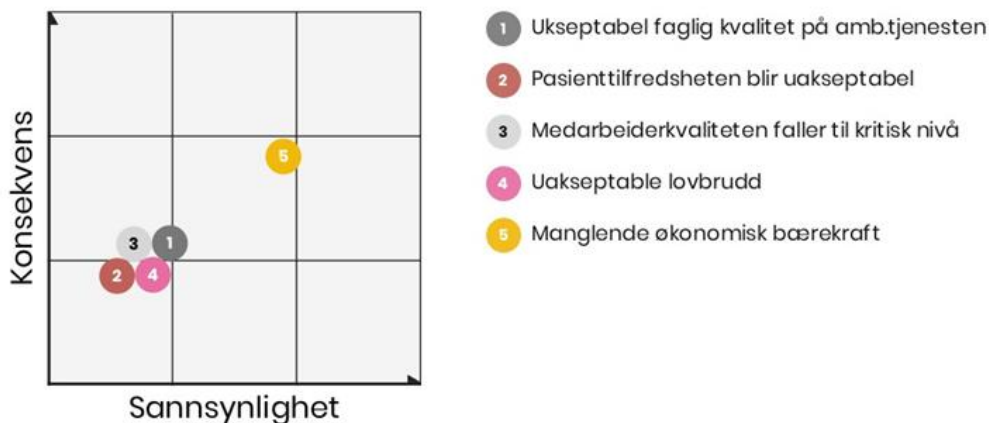 Konsekvens
5
3
1
2
4
Sannsynlighet
1 Ukseptabel faglig kvalitet på amb.tjenesten
2 Pasienttilfredsheten blir uakseptabel
3 Medarbeiderkvaliteten faller til kritisk nivå
4 Uakseptable lovbrudd
5 Manglende økonomisk bærekraft